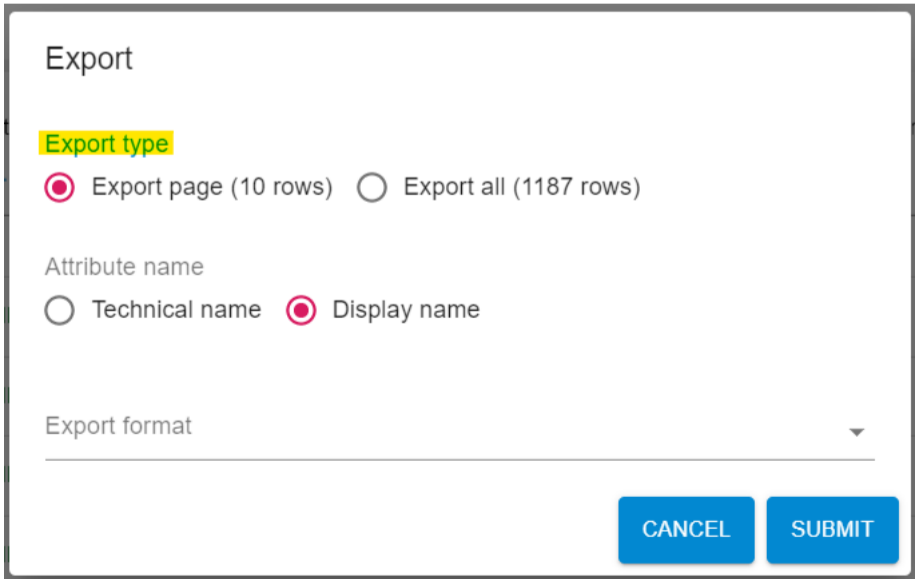 Export
Export type
Export page (10 rows) Export all (1187 rows)
Attribute name
Technical name Display name
Export format
CANCEL SUBMIT